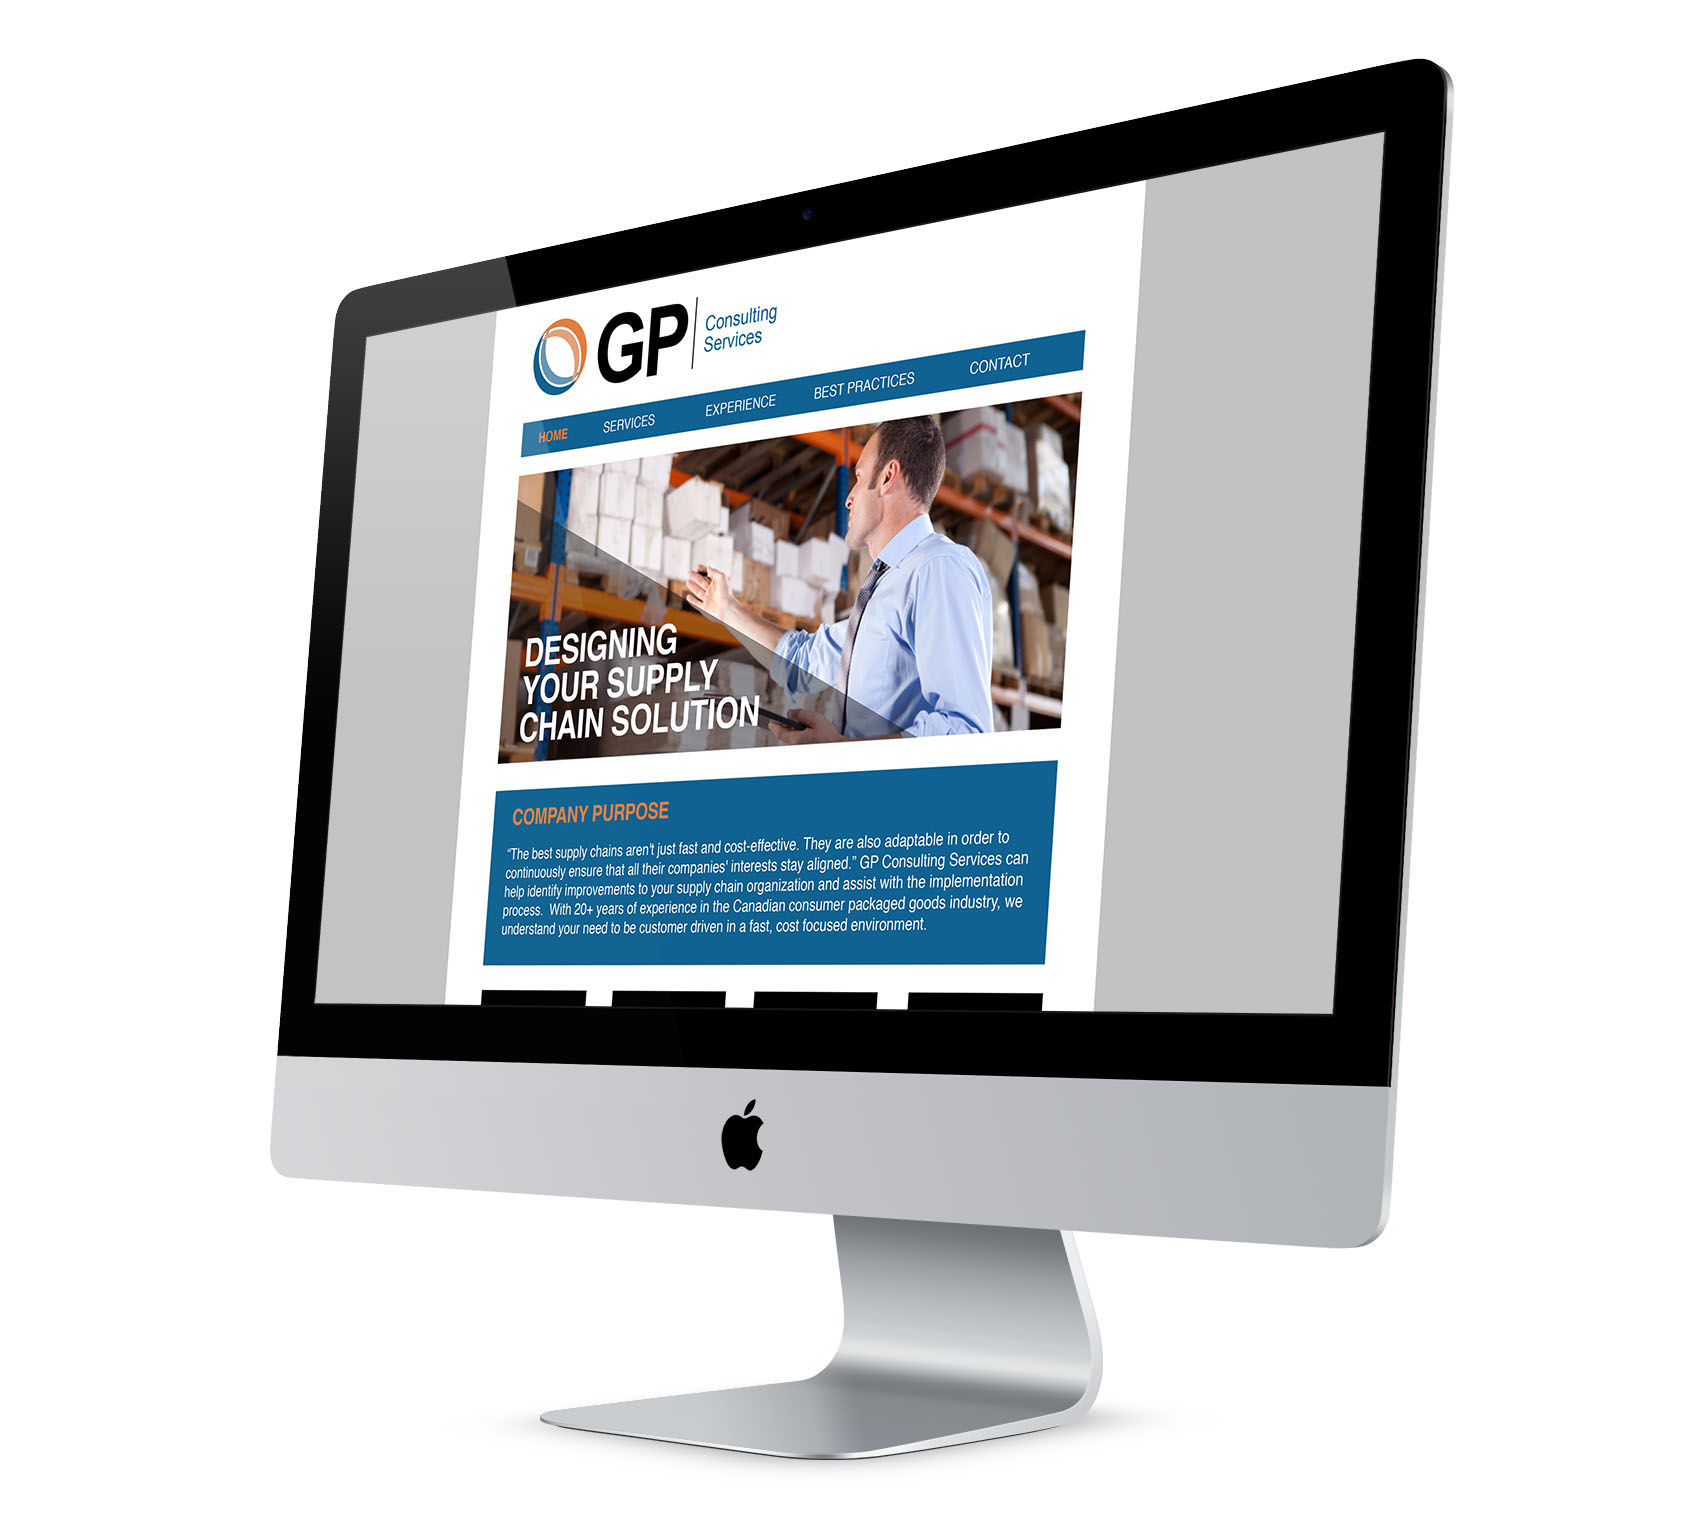 GP
Consulting
Services
HOME SERVICES EXPERIENCE BEST PRACTICES CONTACT
DESIGNING
YOUR SUPPLY
CHAIN SOLUTION
COMPANY PURPOSE
“The best supply chains aren't just fast and cost-effective. They are also adaptable in order to
continuously ensure that all their companies' interests stay aligned.” GP Consulting Services can
help identify improvements to your supply chain organization and assist with the implementation
process. With 20+ years of experience in the Canadian consumer packaged goods industry, we
understand your need to be customer driven in a fast, cost focused environment.